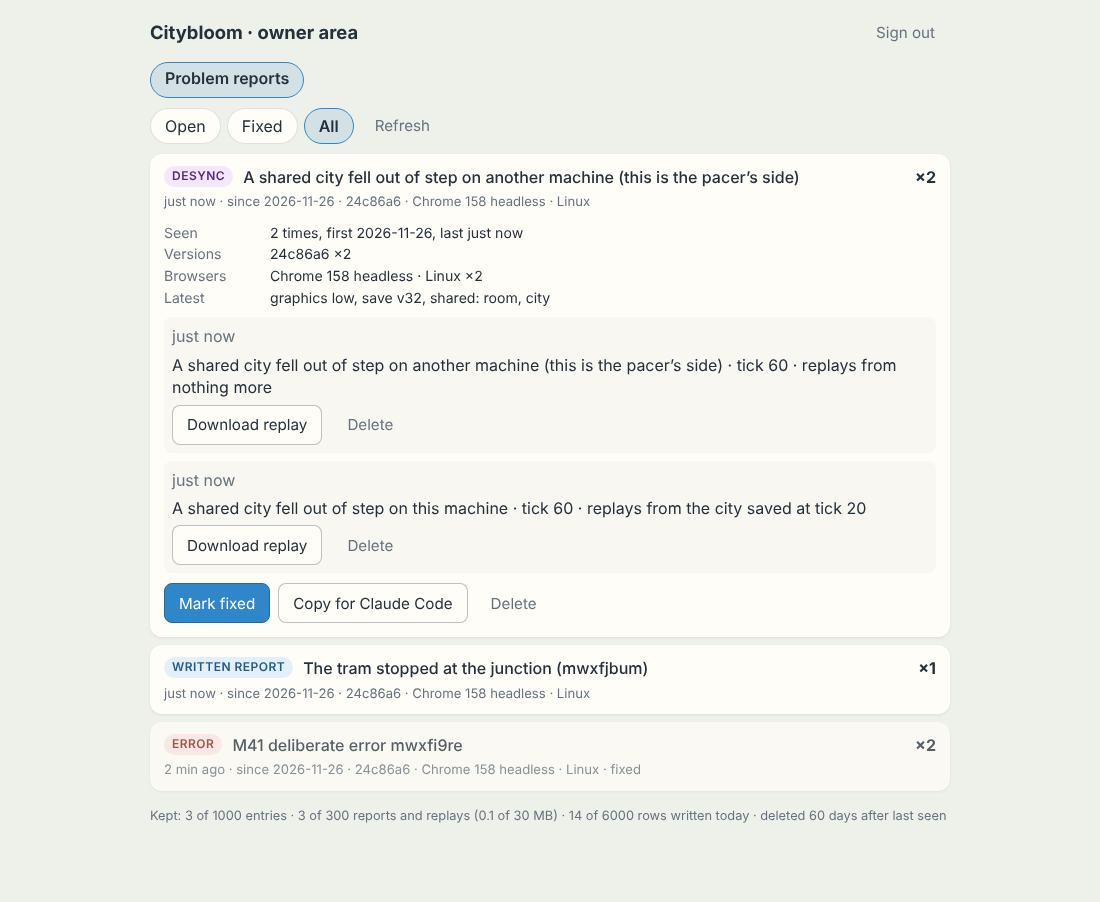 Citybloom · owner area
Sign out
Problem reports
Open
Fixed
All
Refresh
DESYNC A shared city fell out of step on another machine (this is the pacer’s side) ×2
just now · since 2026-11-26 · 24c86a6 · Chrome 158 headless · Linux
Seen 2 times, first 2026-11-26, last just now
Versions 24c86a6 ×2
Browsers Chrome 158 headless · Linux ×2
Latest graphics low, save v32, shared: room, city
just now
A shared city fell out of step on another machine (this is the pacer’s side) · tick 60 · replays from
nothing more
Download replay Delete
just now
A shared city fell out of step on this machine · tick 60 · replays from the city saved at tick 20
Download replay Delete
Mark fixed Copy for Claude Code Delete
WRITTEN REPORT The tram stopped at the junction (mwxfjbum) ×1
just now · since 2026-11-26 · 24c86a6 · Chrome 158 headless · Linux
ERROR M41 deliberate error mwxfi9re ×2
2 min ago · since 2026-11-26 · 24c86a6 · Chrome 158 headless · Linux · fixed
Kept: 3 of 1000 entries · 3 of 300 reports and replays (0.1 of 30 MB) · 14 of 6000 rows written today · deleted 60 days after last seen